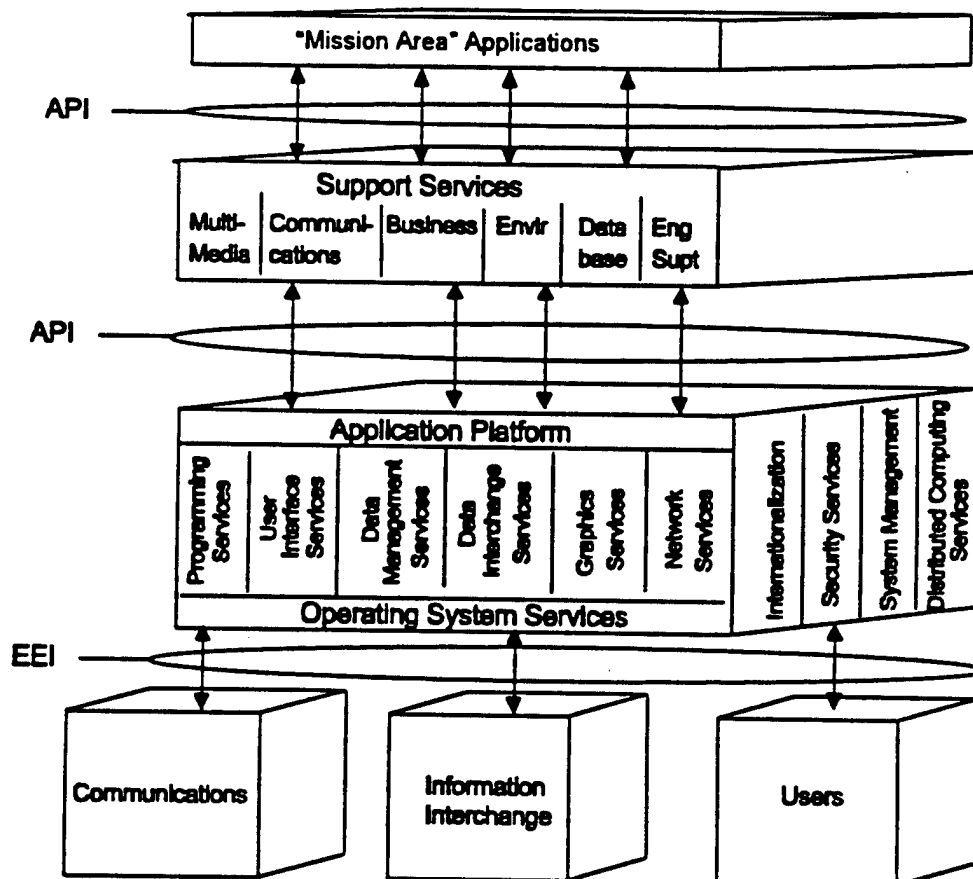 "Mission Area" Applications
API
Support Services
Multi-
Media
Communi-
cations
Business
Envir
Data
base
Eng
Supt
API
Application Platform
Programming
Services
User
Interface
Services
Data
Management
Services
Data
Interchange
Services
Graphics
Services
Network
Services
Internationalization
Security Services
System Management
Distributed Computing
Services
Operating System Services
EEI
Communications
Information
Interchange
Users